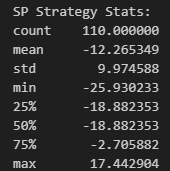 SP Strategy Stats:
count    110.000000
mean     -12.265349
std        9.974588
min      -25.930233
25%      -18.882353
50%      -18.882353
75%       -2.705882
max       17.442904